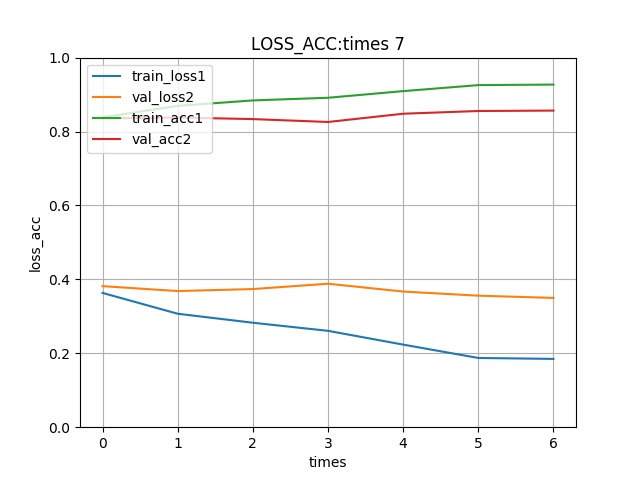 LOSS_ACC:times 7
1.0
0.8
0.6
0.4
0.2
0.0
loss_acc
train_loss1
val_loss2
train_acc1
val_acc2
0 1 2 3 4 5 6
times